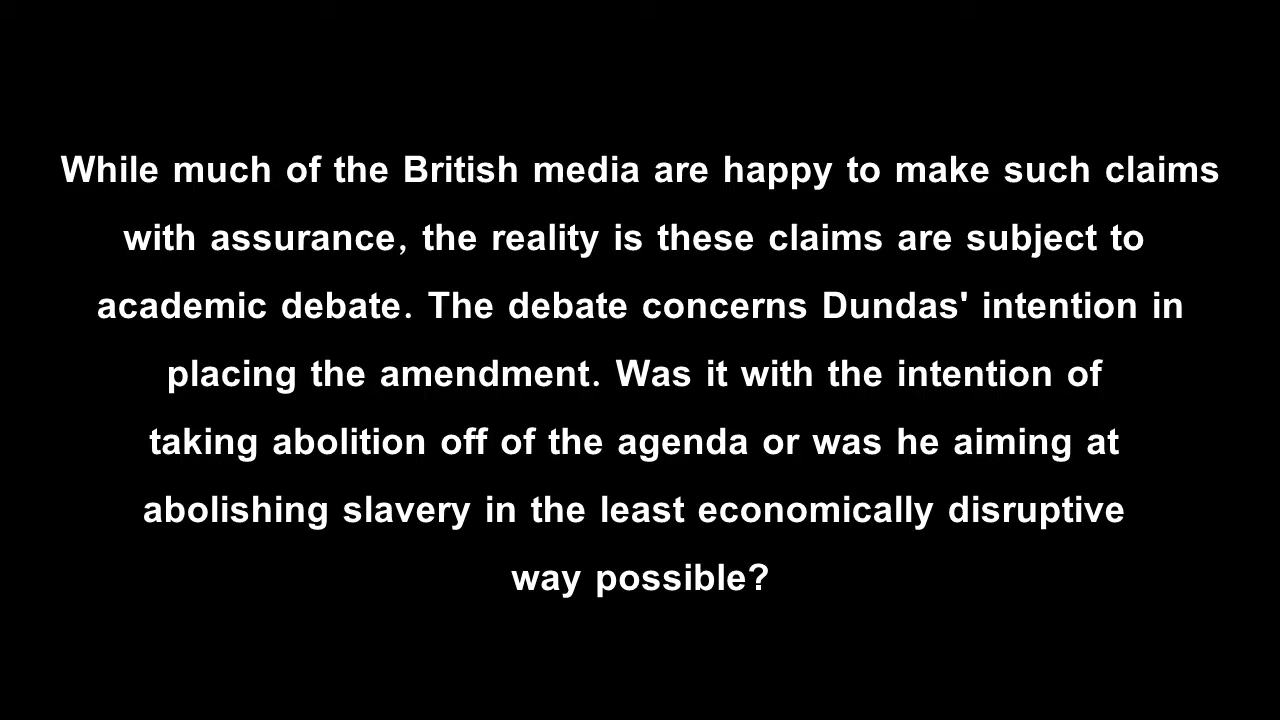 While much of the British media are happy to make such claims
with assurance, the reality is these claims are subject to
academic debate. The debate concerns Dundas' intention in
placing the amendment. Was it with the intention of
taking abolition off of the agenda or was he aiming at
abolishing slavery in the least economically disruptive
way possible?